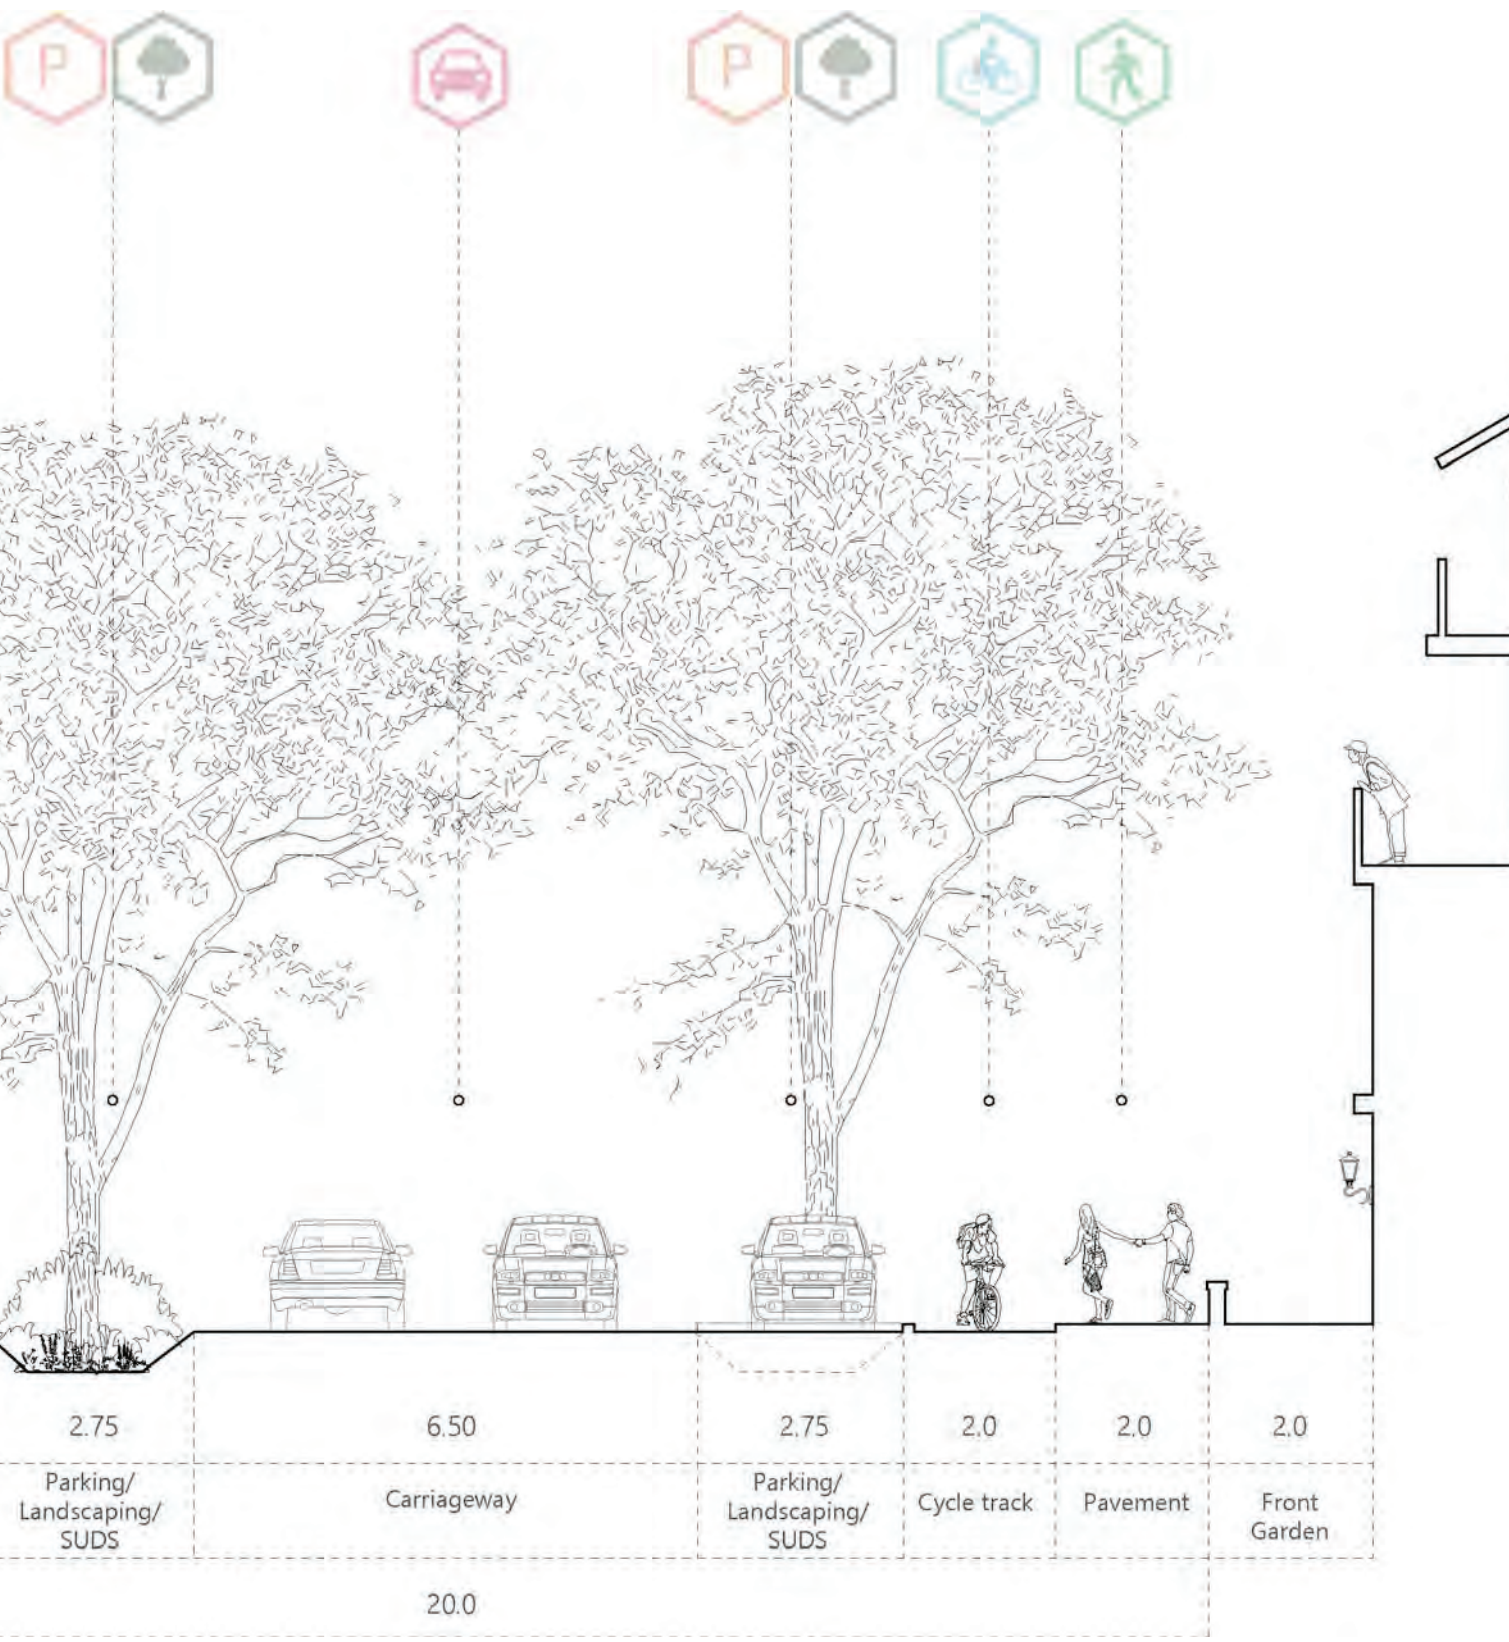 P
P
2.75
6.50
2.75
2.0
2.0
2.0
Parking/
Landscaping/
SUDS
Carriageway
Parking/
Landscaping/
SUDS
Cycle track
Pavement
Front
Garden
20.0